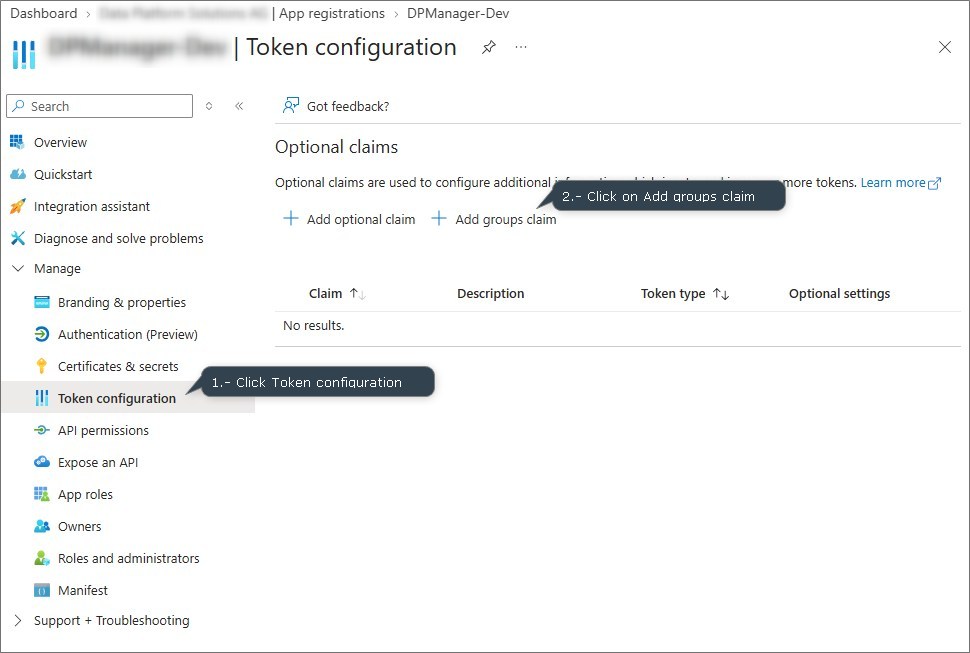 Dashboard > | App registrations > DPManager-Dev
| Token configuration ...
Search
Got feedback?
Overview
Optional claims
Quickstart
Optional claims are used to configure additional more tokens. Learn more
2.- Click on Add groups claim
Integration assistant
+ Add optional claim + Add groups claim
Diagnose and solve problems
Manage
Claim ↑↓ Description Token type ↑↓ Optional settings
Branding & properties
No results.
Authentication (Preview)
Certificates & secrets
1.- Click Token configuration
Token configuration
API permissions
Expose an API
App roles
Owners
Roles and administrators
Manifest
Support + Troubleshooting